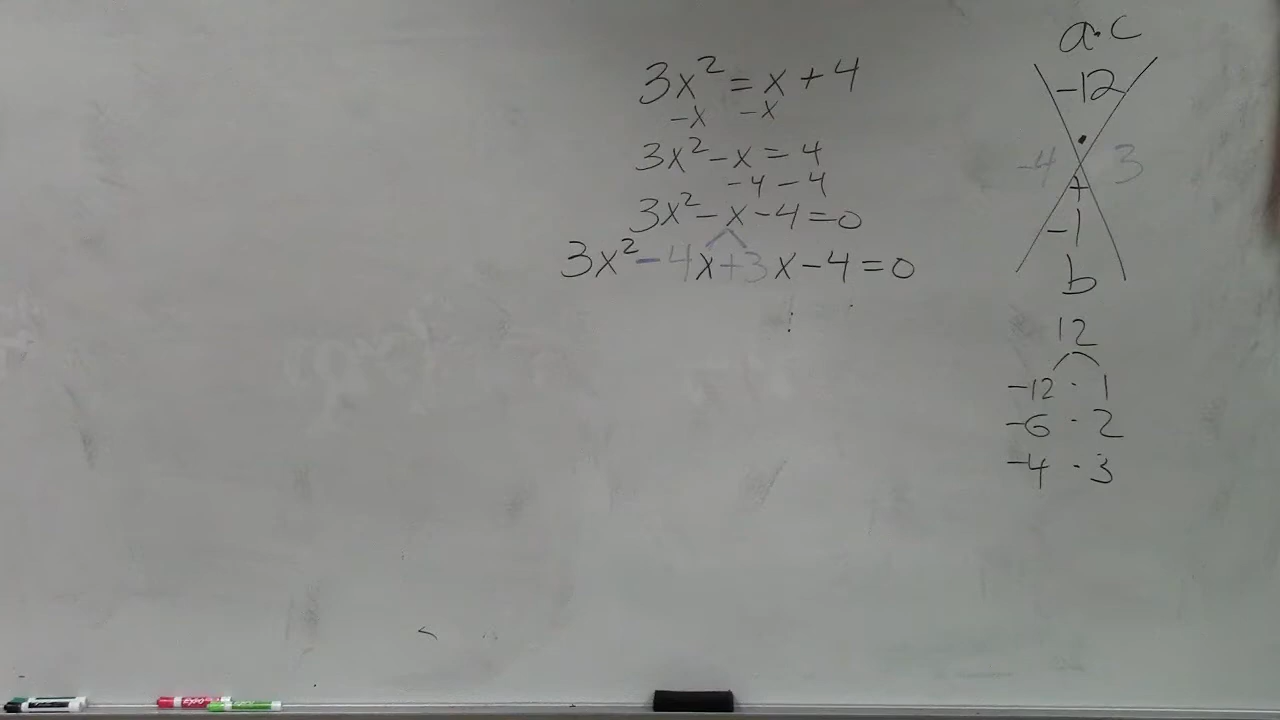 3x² = x + 4
-x -x
3x² - x = 4
-4 -4
3x² - x - 4 = 0
3x² - 4x + 3x - 4 = 0
a·c
-12
·
-4 3
+
-1
b
12
-12 · 1
-6 · 2
-4 · 3